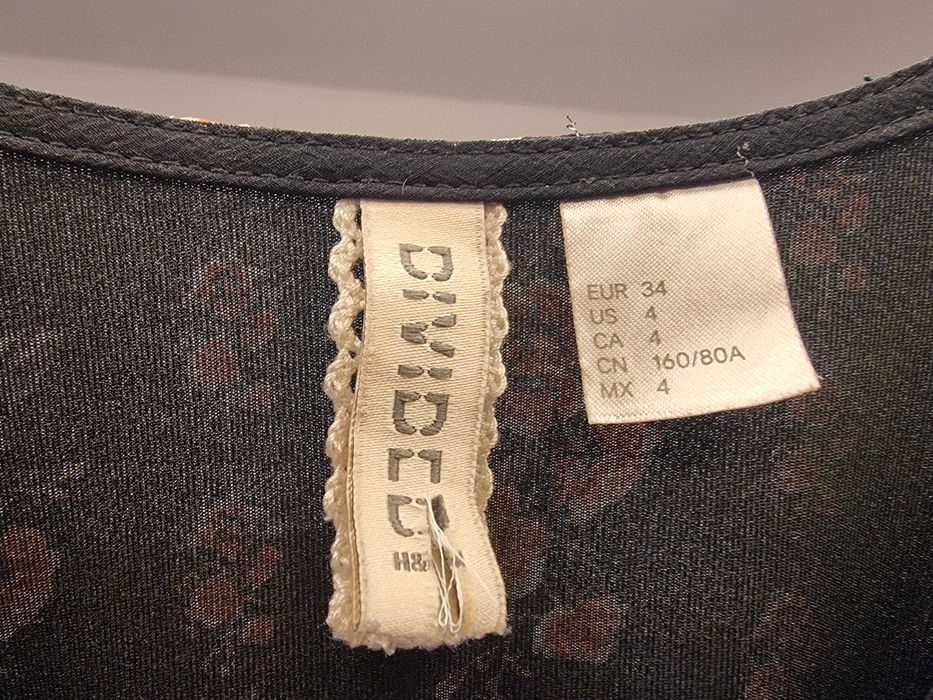 DIVIDED
H&
EUR 34
US 4
CA 4
CN 160/80A
MX 4